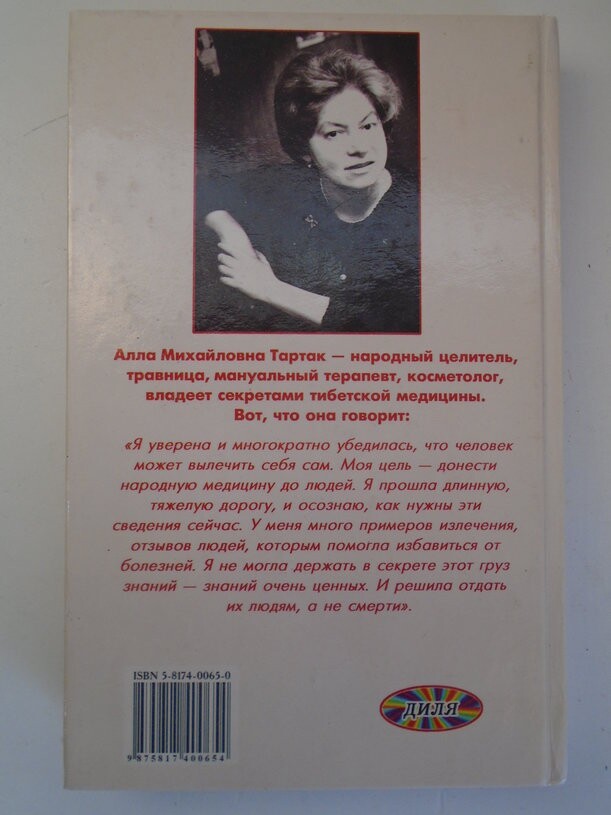 Алла Михайловна Тартак — народный целитель,
травница, мануальный терапевт, косметолог,
владеет секретами тибетской медицины.
Вот, что она говорит:
«Я уверена и многократно убедилась, что человек
может вылечить себя сам. Моя цель — донести
народную медицину до людей. Я прошла длинную,
тяжелую дорогу, и осознаю, как нужны эти
сведения сейчас. У меня много примеров излечения,
отзывов людей, которым помогла избавиться от
болезней. Я не могла держать в секрете этот груз
знаний — знаний очень ценных. И решила отдать
их людям, а не смерти».
ISBN 5-8174-0065-0
9 875817 400654
ДИЛЯ